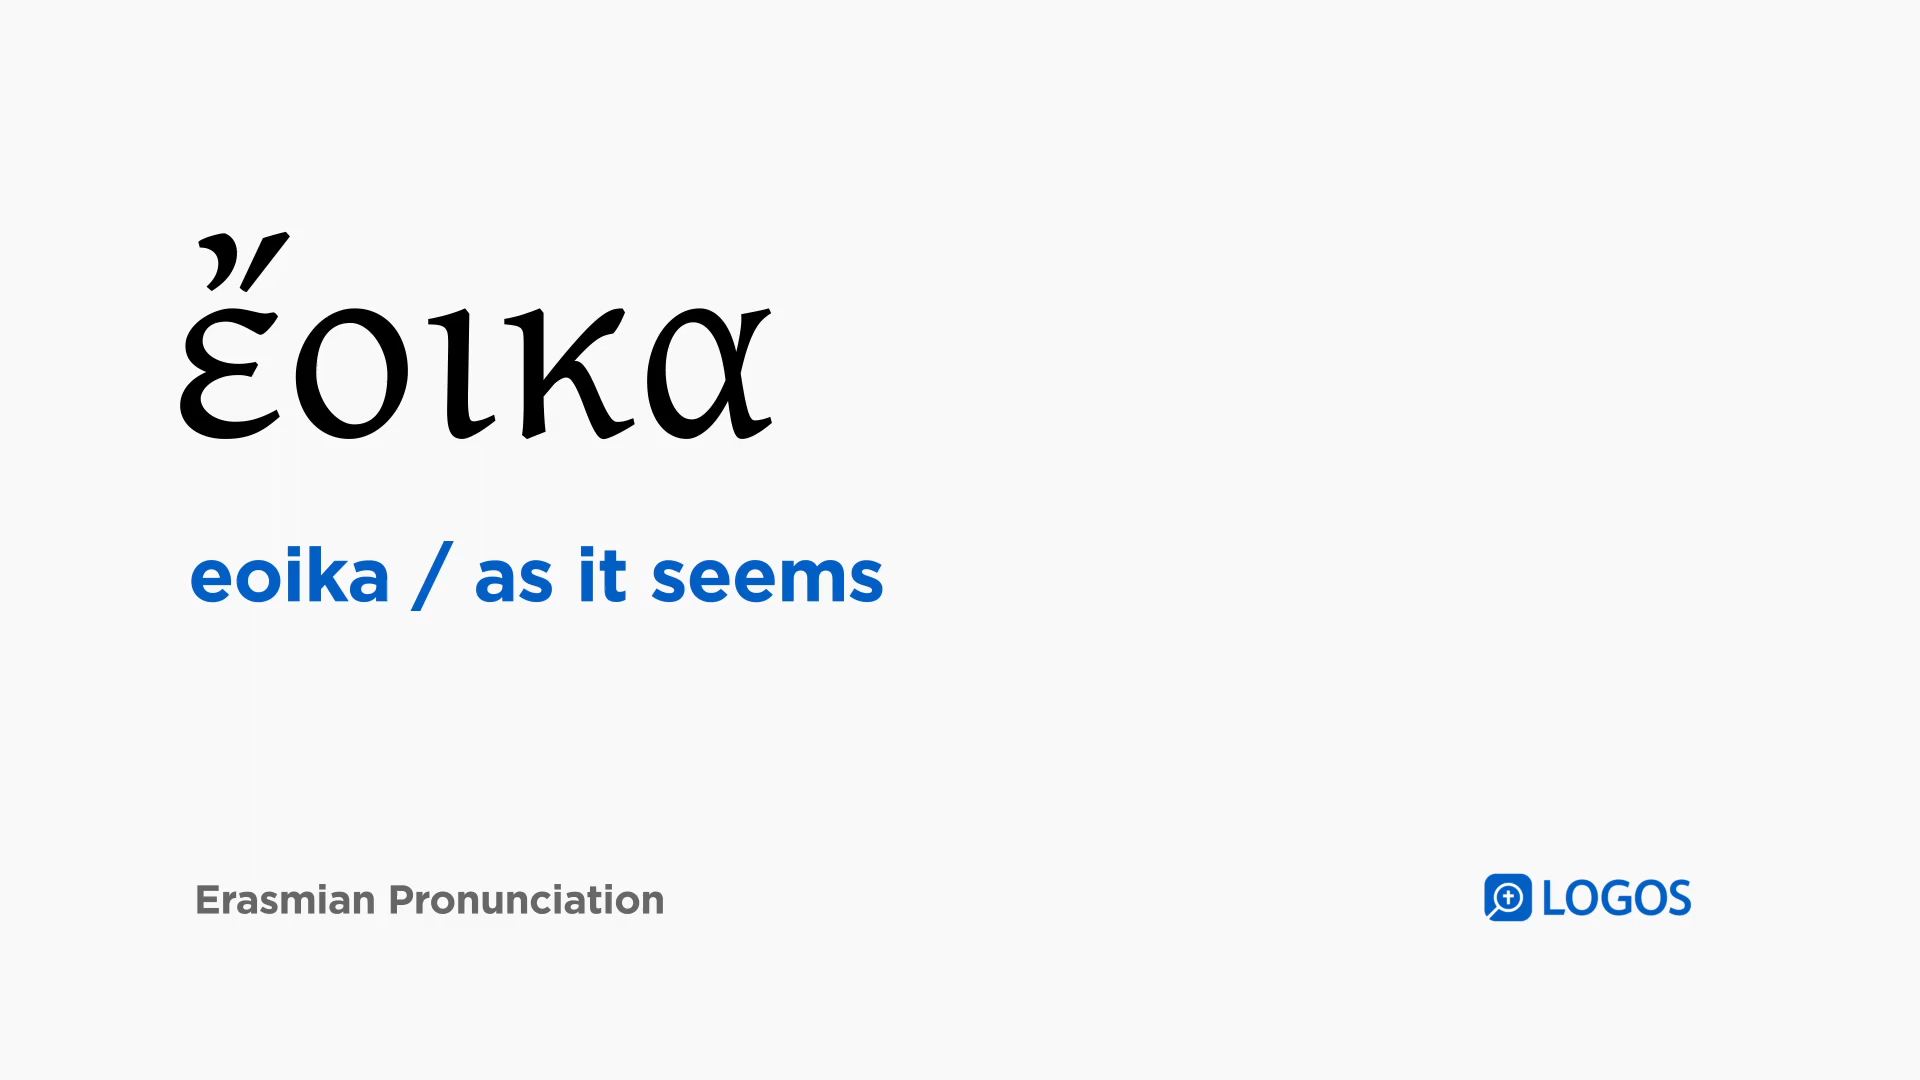 ἔοικα
eoika / as it seems
Erasmian Pronunciation
LOGOS